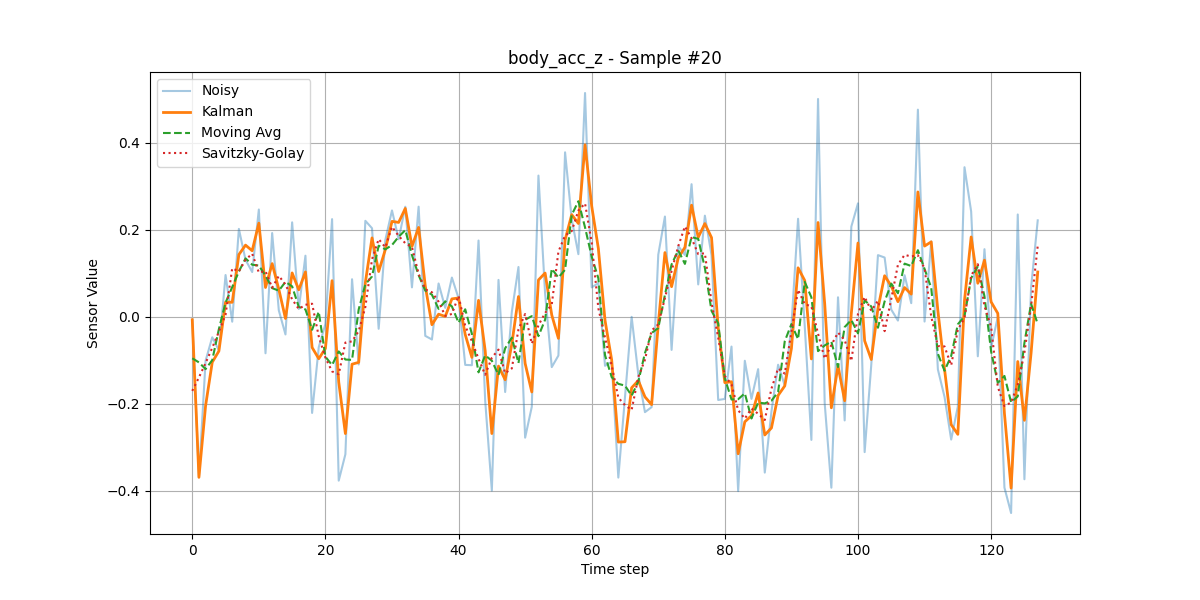 body_acc_z - Sample #20
Noisy
Kalman
Moving Avg
Savitzky-Golay
Sensor Value
0.4
0.2
0.0
−0.2
−0.4
0 20 40 60 80 100 120
Time step